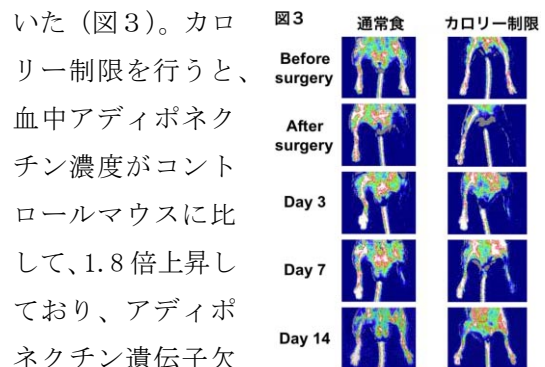 いた（図３）。カロ
リー制限を行うと、
血中アディポネク
チン濃度がコント
ロールマウスに比
して、1.8 倍上昇し
ており、アディポ
ネクチン遺伝子欠
図3
通常食 カロリー制限
Before
surgery
After
surgery
Day 3
Day 7
Day 14